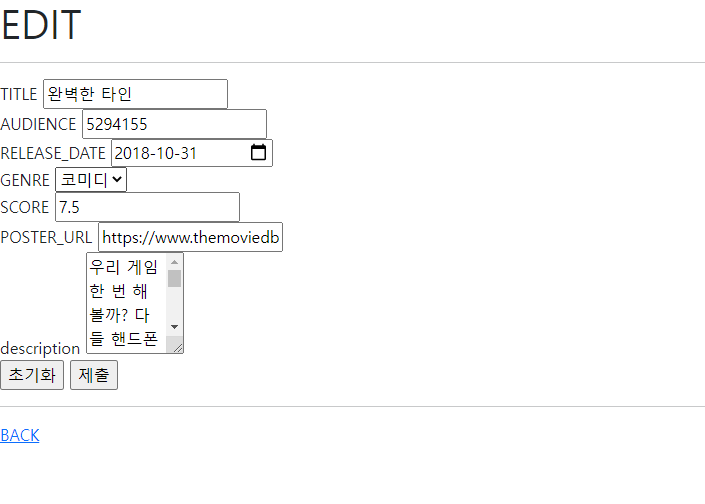 EDIT
TITLE 완벽한 타인
AUDIENCE 5294155
RELEASE_DATE 2018-10-31
GENRE 코미디
SCORE 7.5
POSTER_URL https://www.themoviedb
우리 게임
한 번 해
볼까? 다
들 핸드폰
description
초기화 제출
BACK